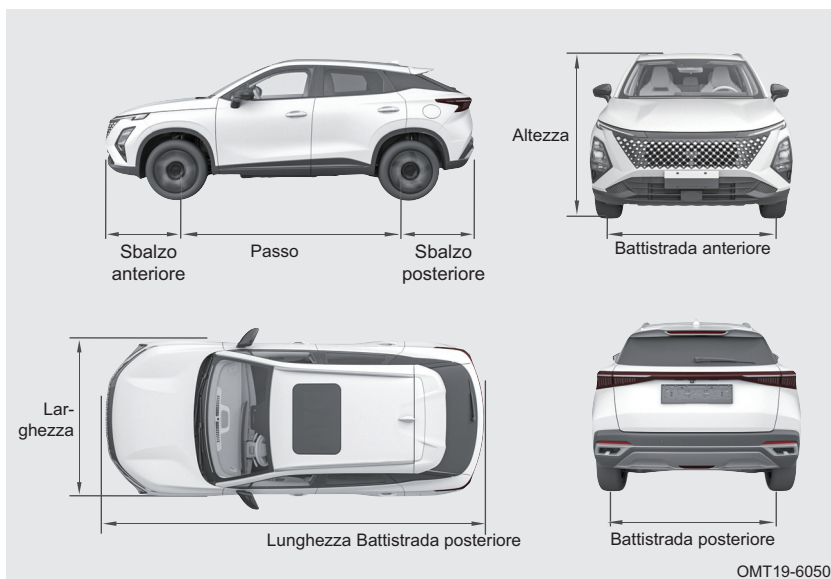 Altezza
Sbalzo
anteriore
Passo
Sbalzo
posteriore
Battistrada anteriore
Lar-
ghezza
Lunghezza Battistrada posteriore
Battistrada posteriore
OMT19-6050